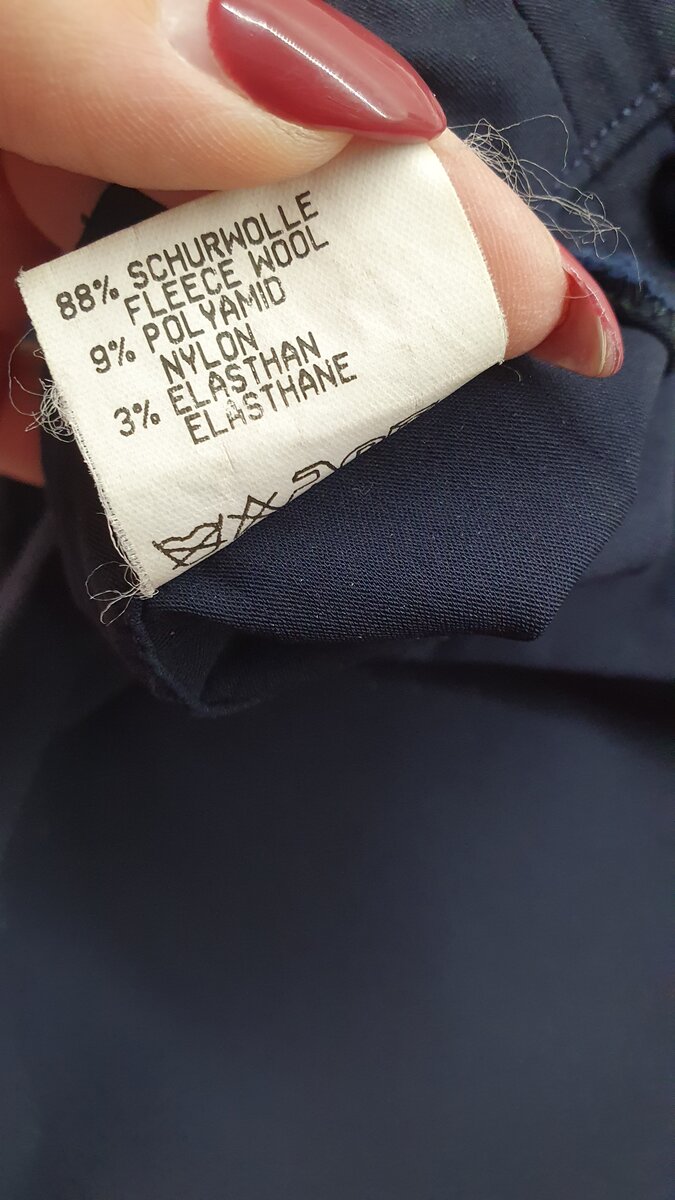 88% SCHURWOLLE
FLEECE WOOL
9% POLYAMID
NYLON
3% ELASTHAN
ELASTHANE